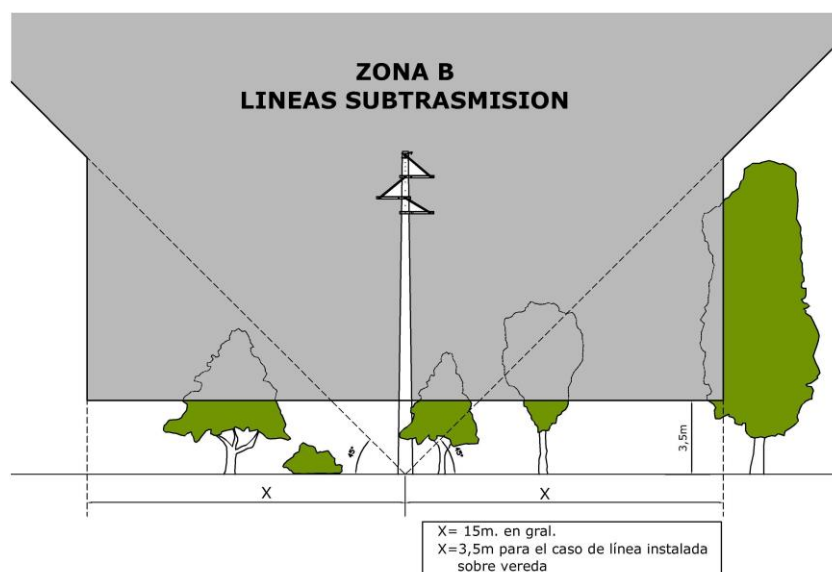 ZONA B
LINEAS SUBTRASMISION
3,5m
X
X
X= 15m. en gral.
X=3,5m para el caso de línea instalada
sobre vereda